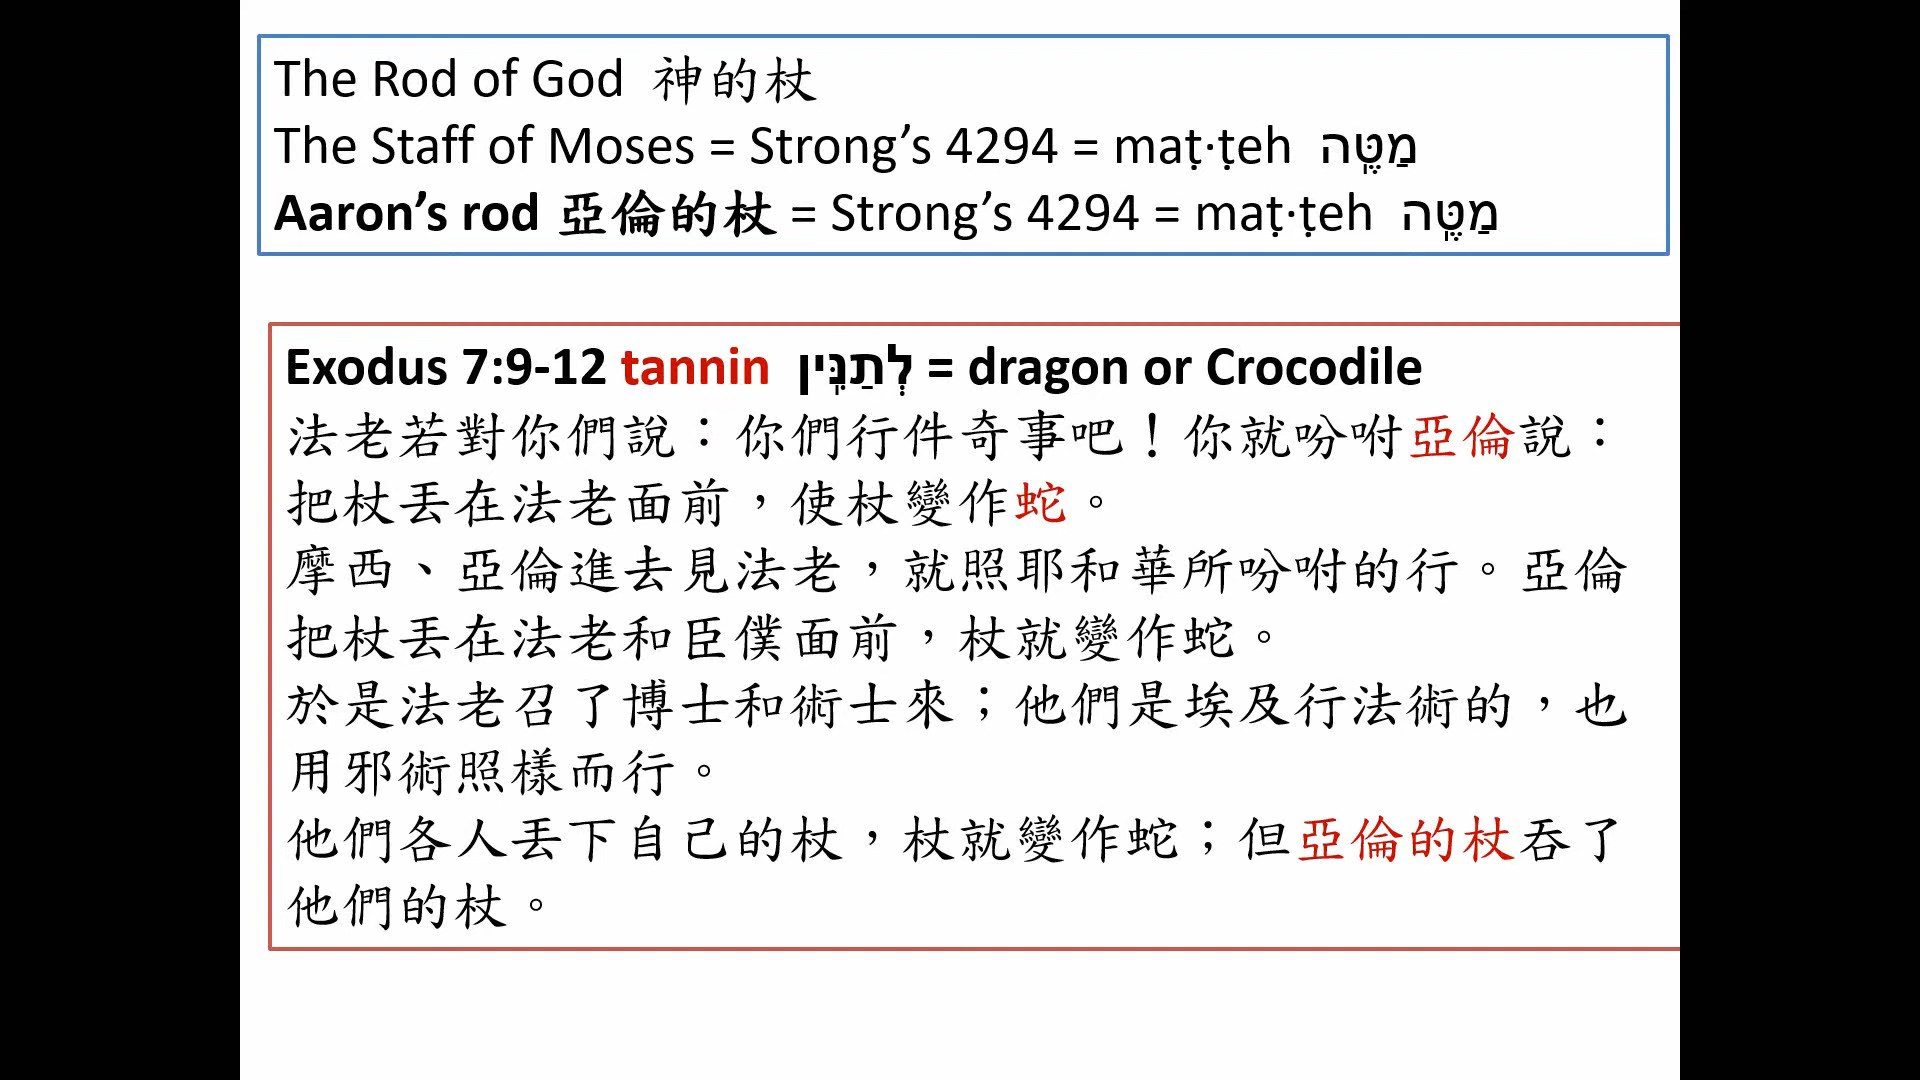 The Rod of God 神的杖
The Staff of Moses = Strong’s 4294 = maṭ·ṭeh מַטֶּ֖ה
Aaron’s rod 亞倫的杖 = Strong’s 4294 = maṭ·ṭeh מַטֶּ֖ה
Exodus 7:9-12 tannin לְתַנִּֽין = dragon or Crocodile
法老若對你們說：你們行件奇事吧！你就吩咐亞倫說：
把杖丟在法老面前，使杖變作蛇。
摩西、亞倫進去見法老，就照耶和華所吩咐的行。亞倫
把杖丟在法老和臣僕面前，杖就變作蛇。
於是法老召了博士和術士來；他們是埃及行法術的，也
用邪術照樣而行。
他們各人丟下自己的杖，杖就變作蛇；但亞倫的杖吞了
他們的杖。